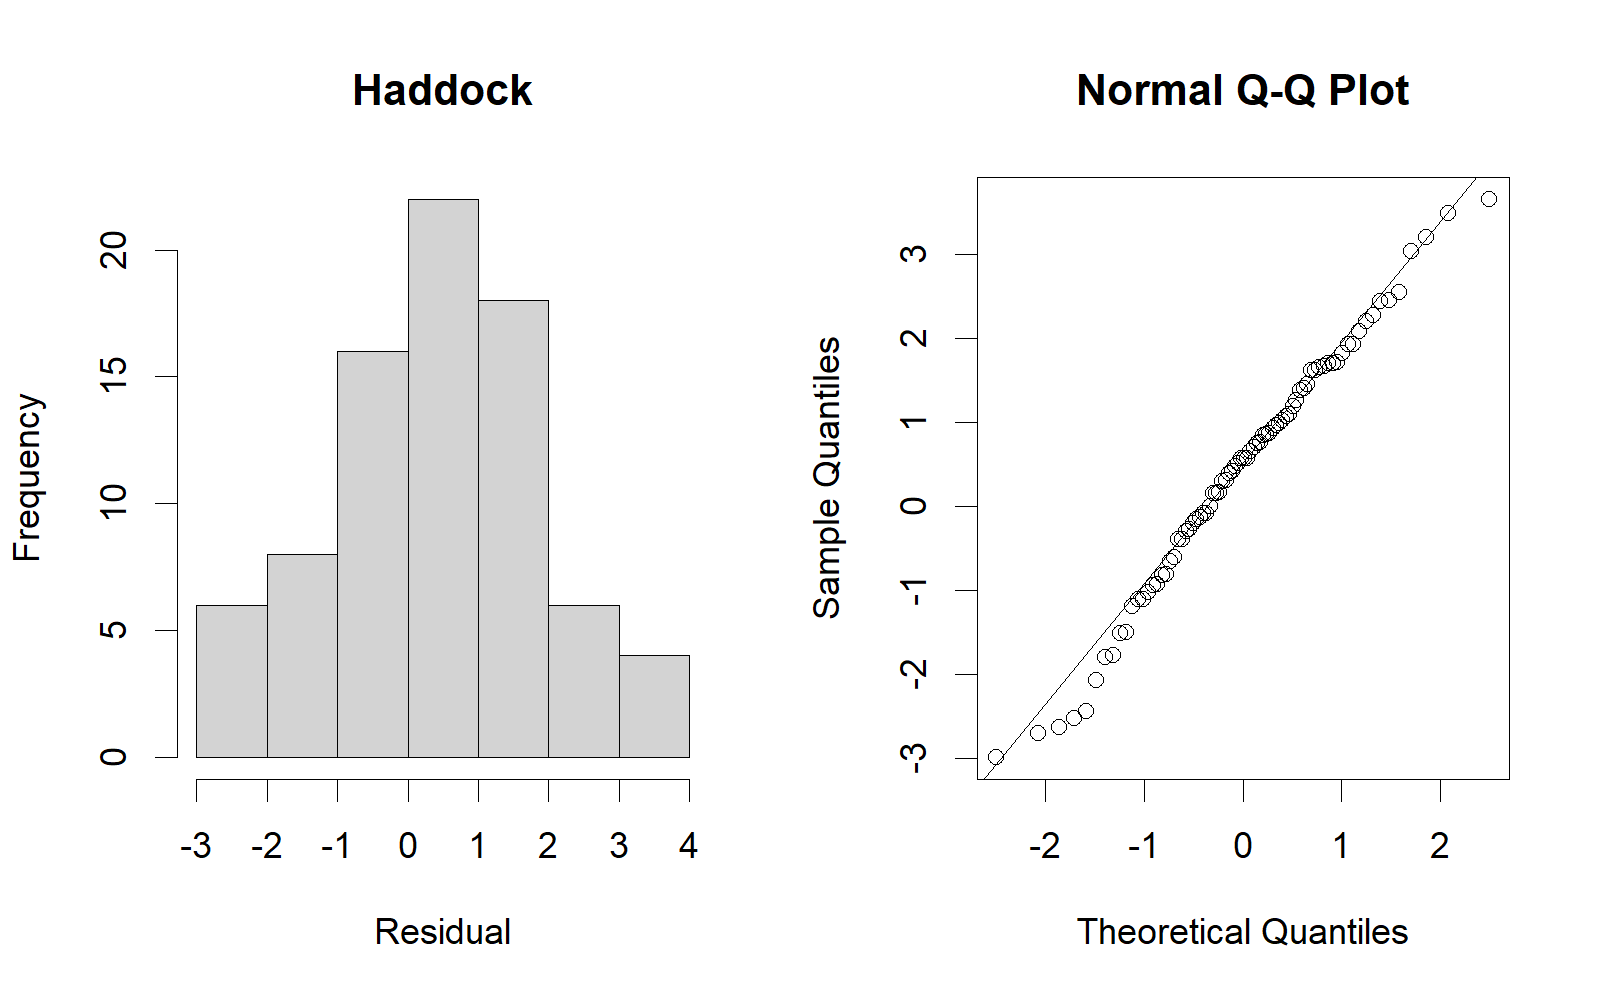 Haddock
Frequency
0
5
10
15
20
-3 -2 -1 0 1 2 3 4
Residual
Normal Q-Q Plot
Sample Quantiles
-3
-2
-1
0
1
2
3
-2 -1 0 1 2
Theoretical Quantiles